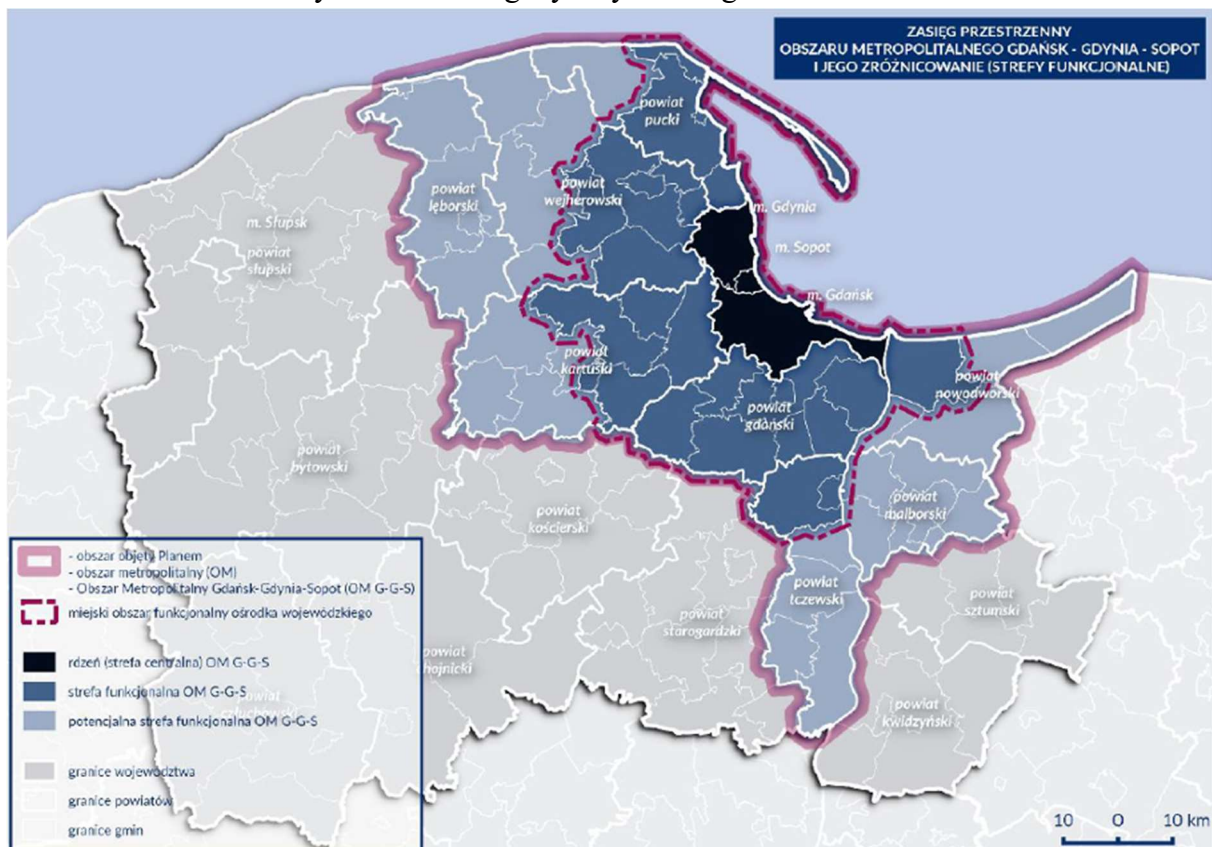 ZASIĘG PRZESTRZENNY
OBSZARU METROPOLITALNEGO GDAŃSK - GDYNIA - SOPOT
I JEGO ZRÓŻNICOWANIE (STREFY FUNKCJONALNE)
powiat
pucki
powiat
lęborski
powiat
wejherowski
m. Gdynia
m. Słupsk
powiat
słupski
m. Sopot
m. Gdańsk
powiat
kartuski
powiat
nowodworski
powiat
gdański
powiat
bytowski
powiat
malborski
powiat
kościerski
powiat
tczewski
powiat
sztumski
powiat
starogardzki
powiat
hojnicki
powiat
kwidzyński
- obszar objęty Planem
- obszar metropolitalny (OM)
- Obszar Metropolitalny Gdańsk-Gdynia-Sopot (OM G-G-S)
miejski obszar funkcjonalny ośrodka wojewódzkiego
rdzeń (strefa centralna) OM G-G-S
strefa funkcjonalna OM G-G-S
potencjalna strefa funkcjonalna OM G-G-S
granice województwa
granice powiatów
granice gmin
10 0 10 km